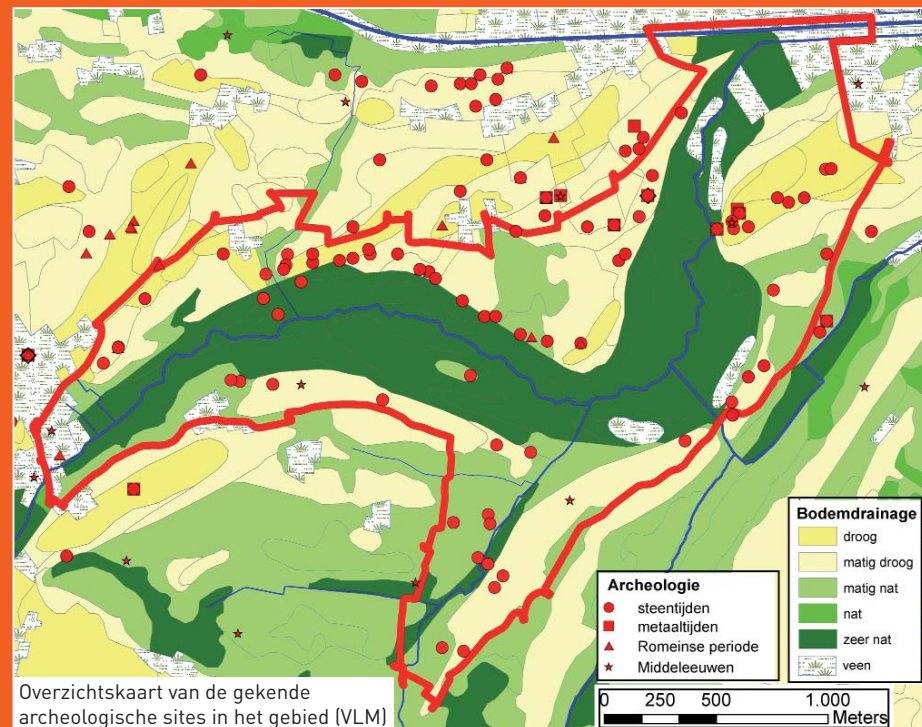 Archeologie
steentijden
metaaltijden
Romeinse periode
Middeleeuwen
Bodemdrainage
droog
matig droog
matig nat
nat
zeer nat
veen
0 250 500 1.000
Meters
Overzichtskaart van de gekende
archeologische sites in het gebied (VLM)